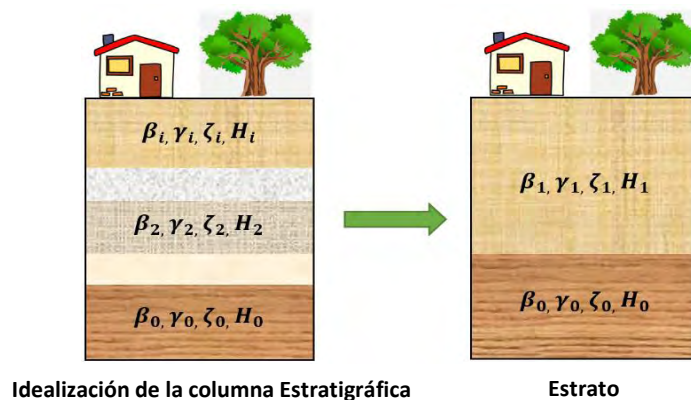 βᵢ, γᵢ, ζᵢ, Hᵢ
β₂, γ₂, ζ₂, H₂
β₀, γ₀, ζ₀, H₀
β₁, γ₁, ζ₁, H₁
β₀, γ₀, ζ₀, H₀
Idealización de la columna Estratigráfica
Estrato